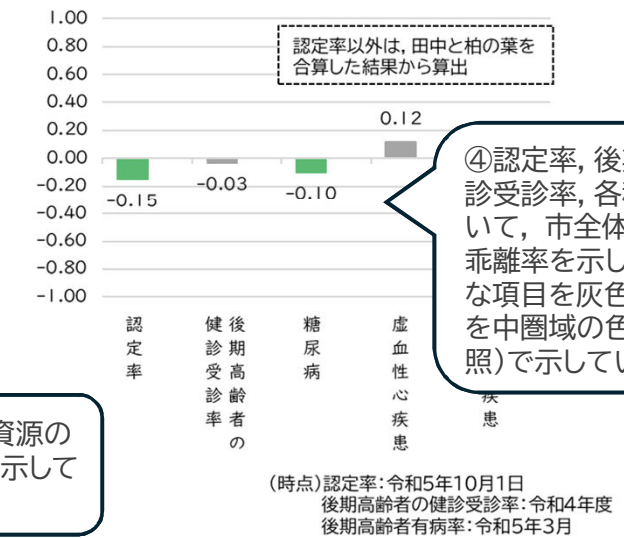 1.00
0.80
0.60
0.40
0.20
0.00
-0.20
-0.40
-0.60
-0.80
-1.00
認定率以外は，田中と柏の葉を
合算した結果から算出
-0.15
-0.03
-0.10
0.12
認定率
後期高齢者の
健診受診率
糖尿病
虚血性心疾患
疾患
④認定率，後
診受診率，各
いて，市全体
乖離率を示し
な項目を灰色
を中圏域の色
照）で示してい
資源の
示して
（時点）認定率：令和5年10月1日
後期高齢者の健診受診率：令和4年度
後期高齢者有病率：令和5年3月